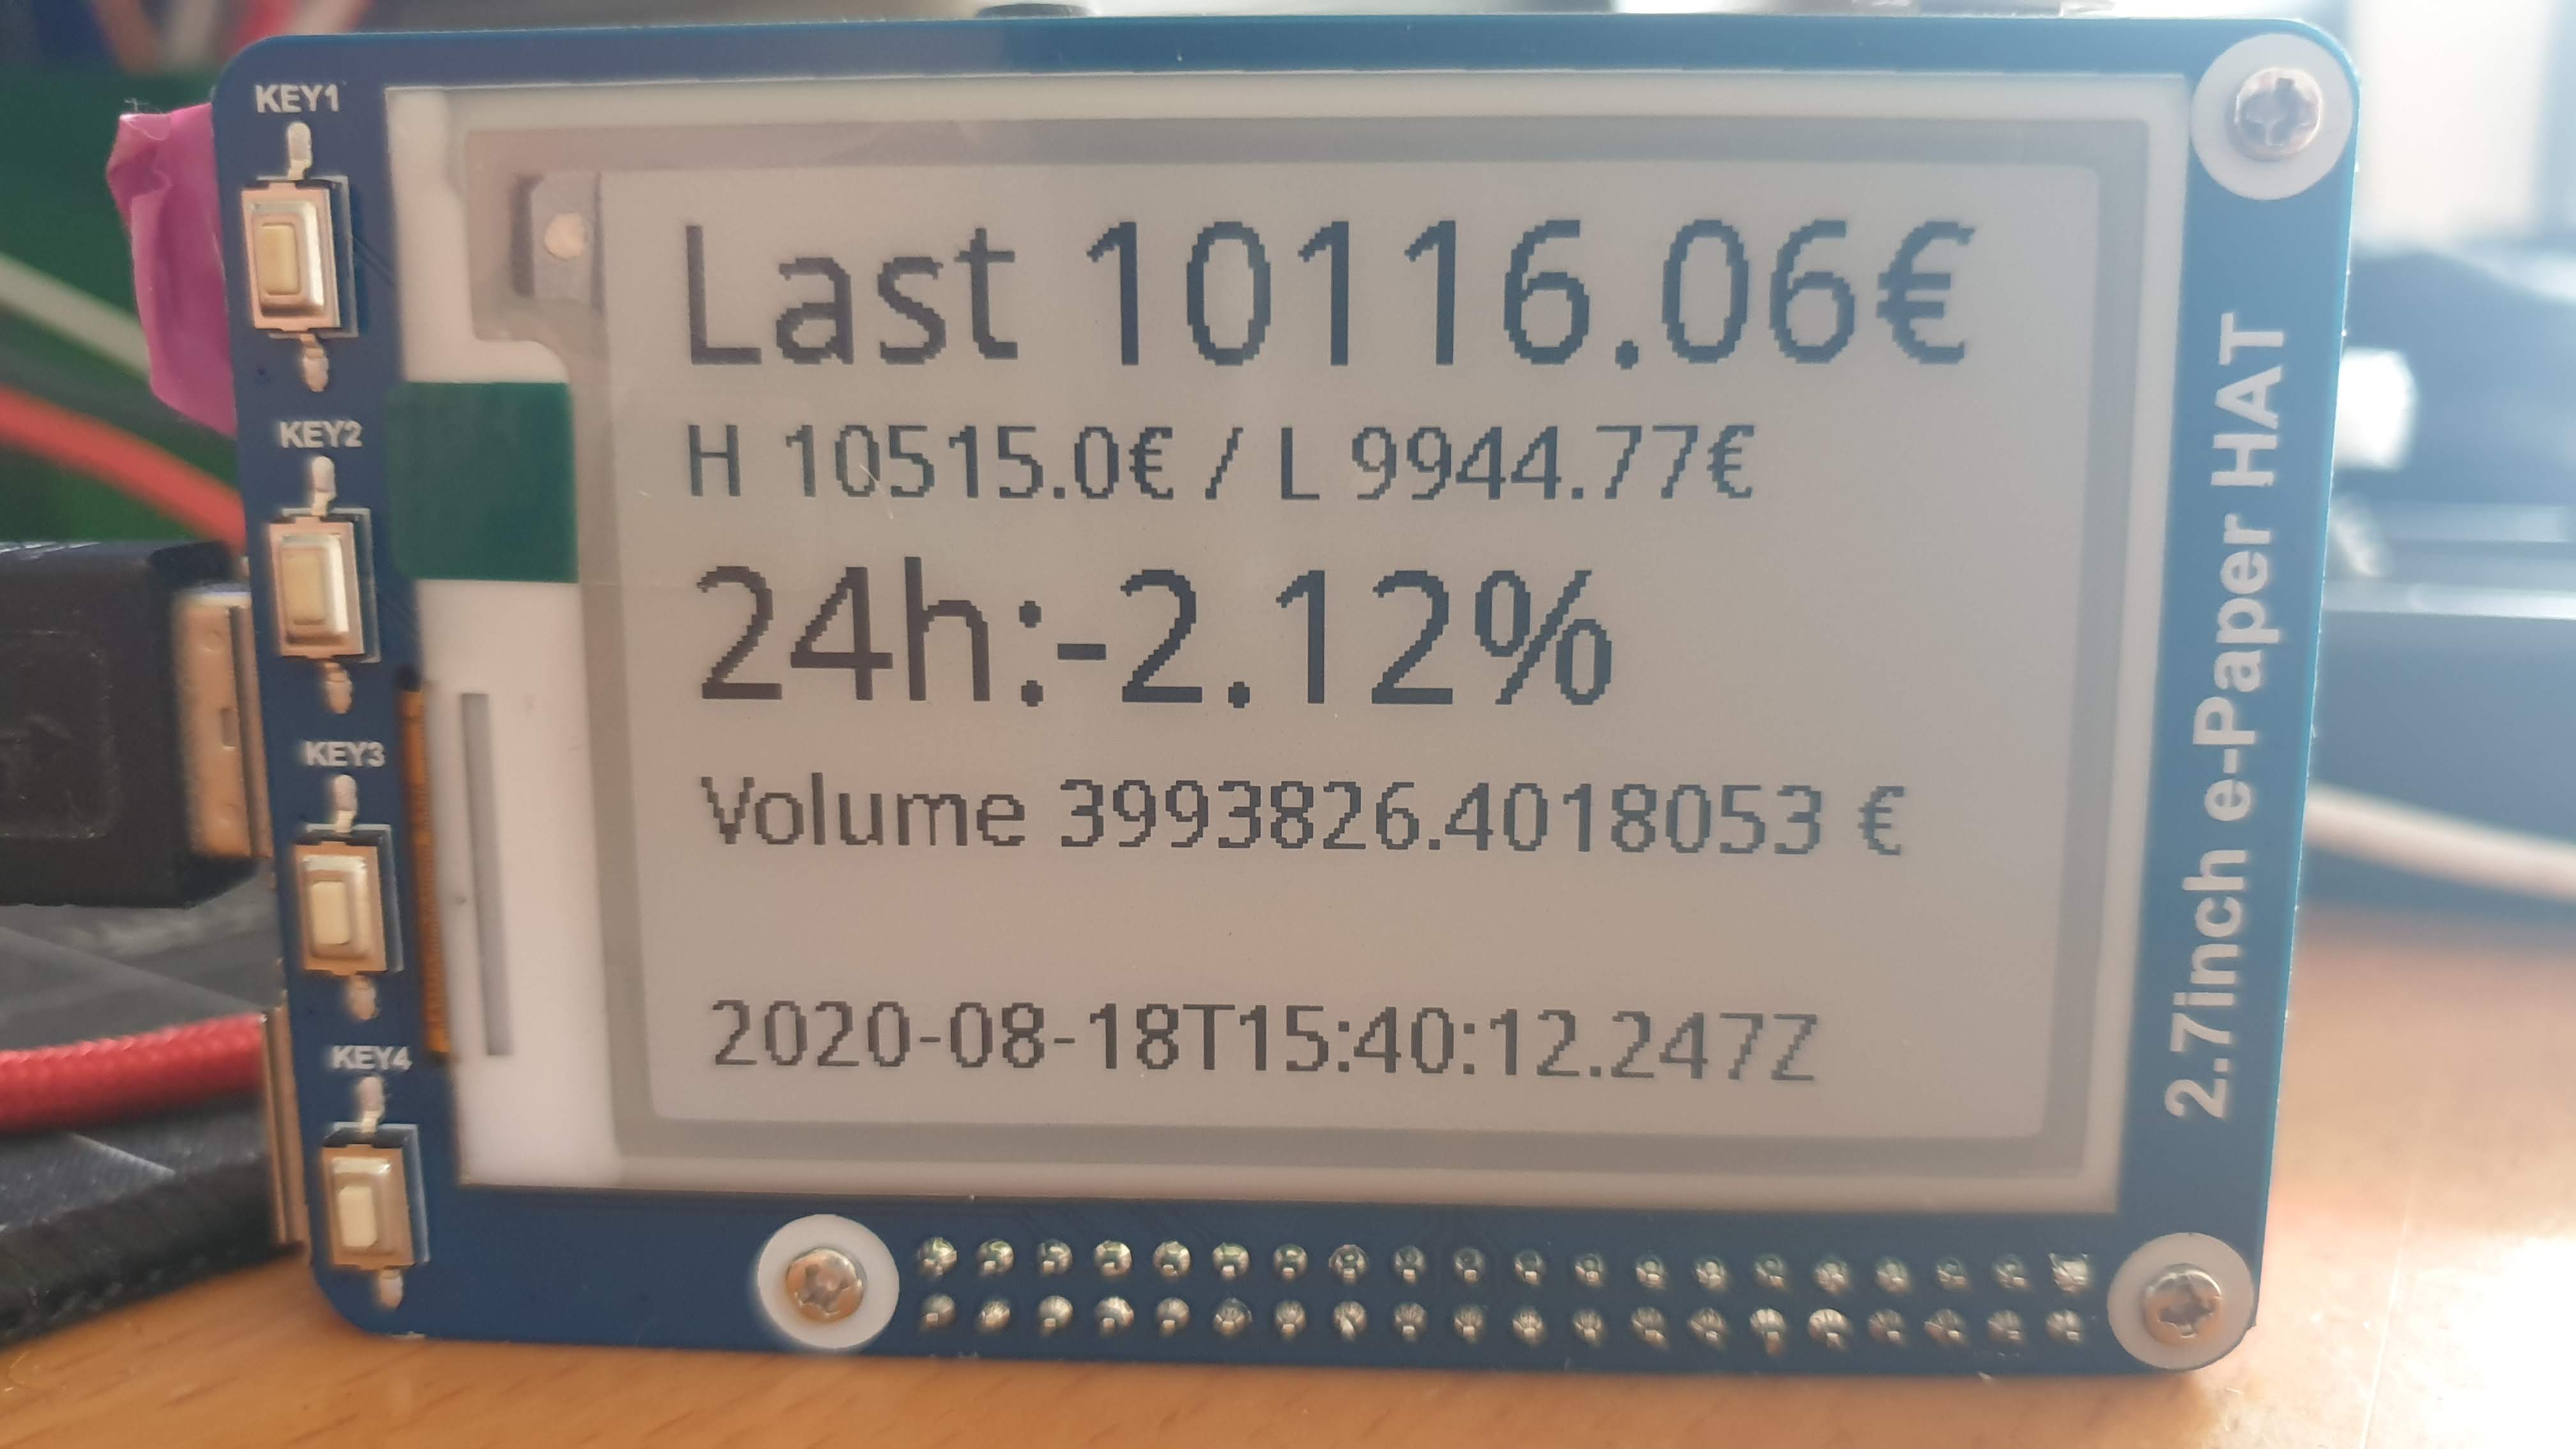 KEY1
KEY2
KEY3
KEY4
Last 10116.06€
H 10515.0€ / L 9944.77€
24h:-2.12%
Volume 3993826.4018053 €
2020-08-18T15:40:12.247Z
2.7inch e-Paper HAT